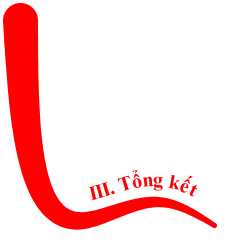 III. Tổng kết